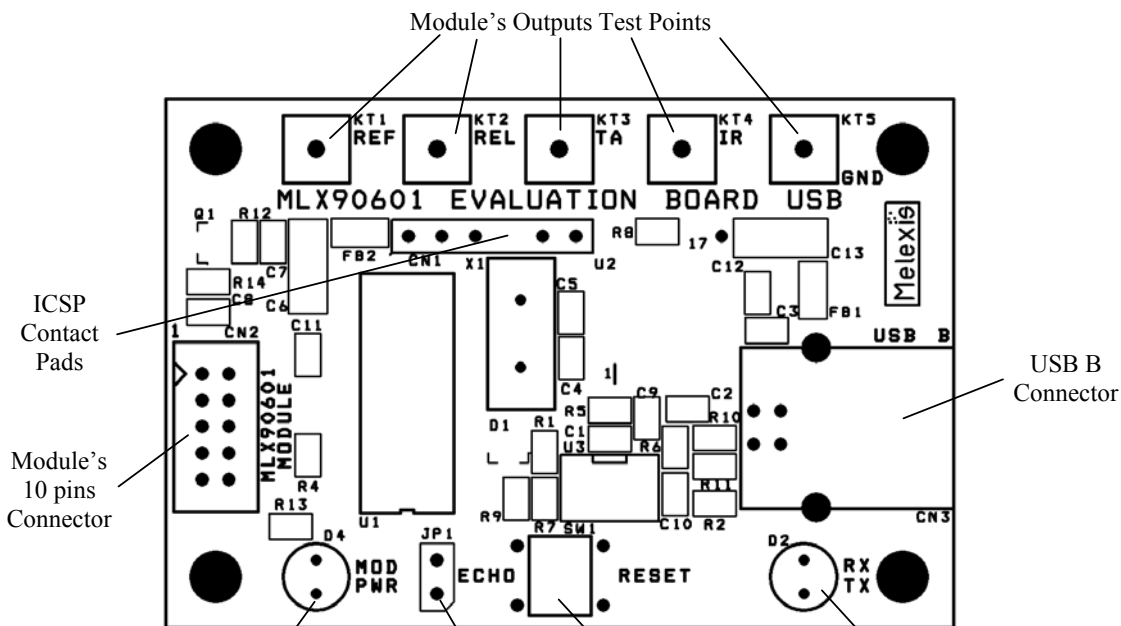 Module's Outputs Test Points
KT1
REF
KT2
REL
KT3
TA
KT4
IR
KT5
GND
MLX90601 EVALUATION BOARD USB
Q1
R12
C7
FB2
CN1
X1
U2
R8
17
C13
C12
Melexis
R14
C8
C6
C5
C3
FB1
ICSP
Contact
Pads
1
CN2
C11
USB B
USB B
Connector
MLX90601
MODULE
C4
1
C9
C2
R5
R10
D1
R1
C1
U3
R6
Module's
10 pins
Connector
R4
R11
R13
U1
R9
R7
SW1
C10
R2
CN3
D4
MOD
PWR
JP1
ECHO
RESET
D2
RX
TX